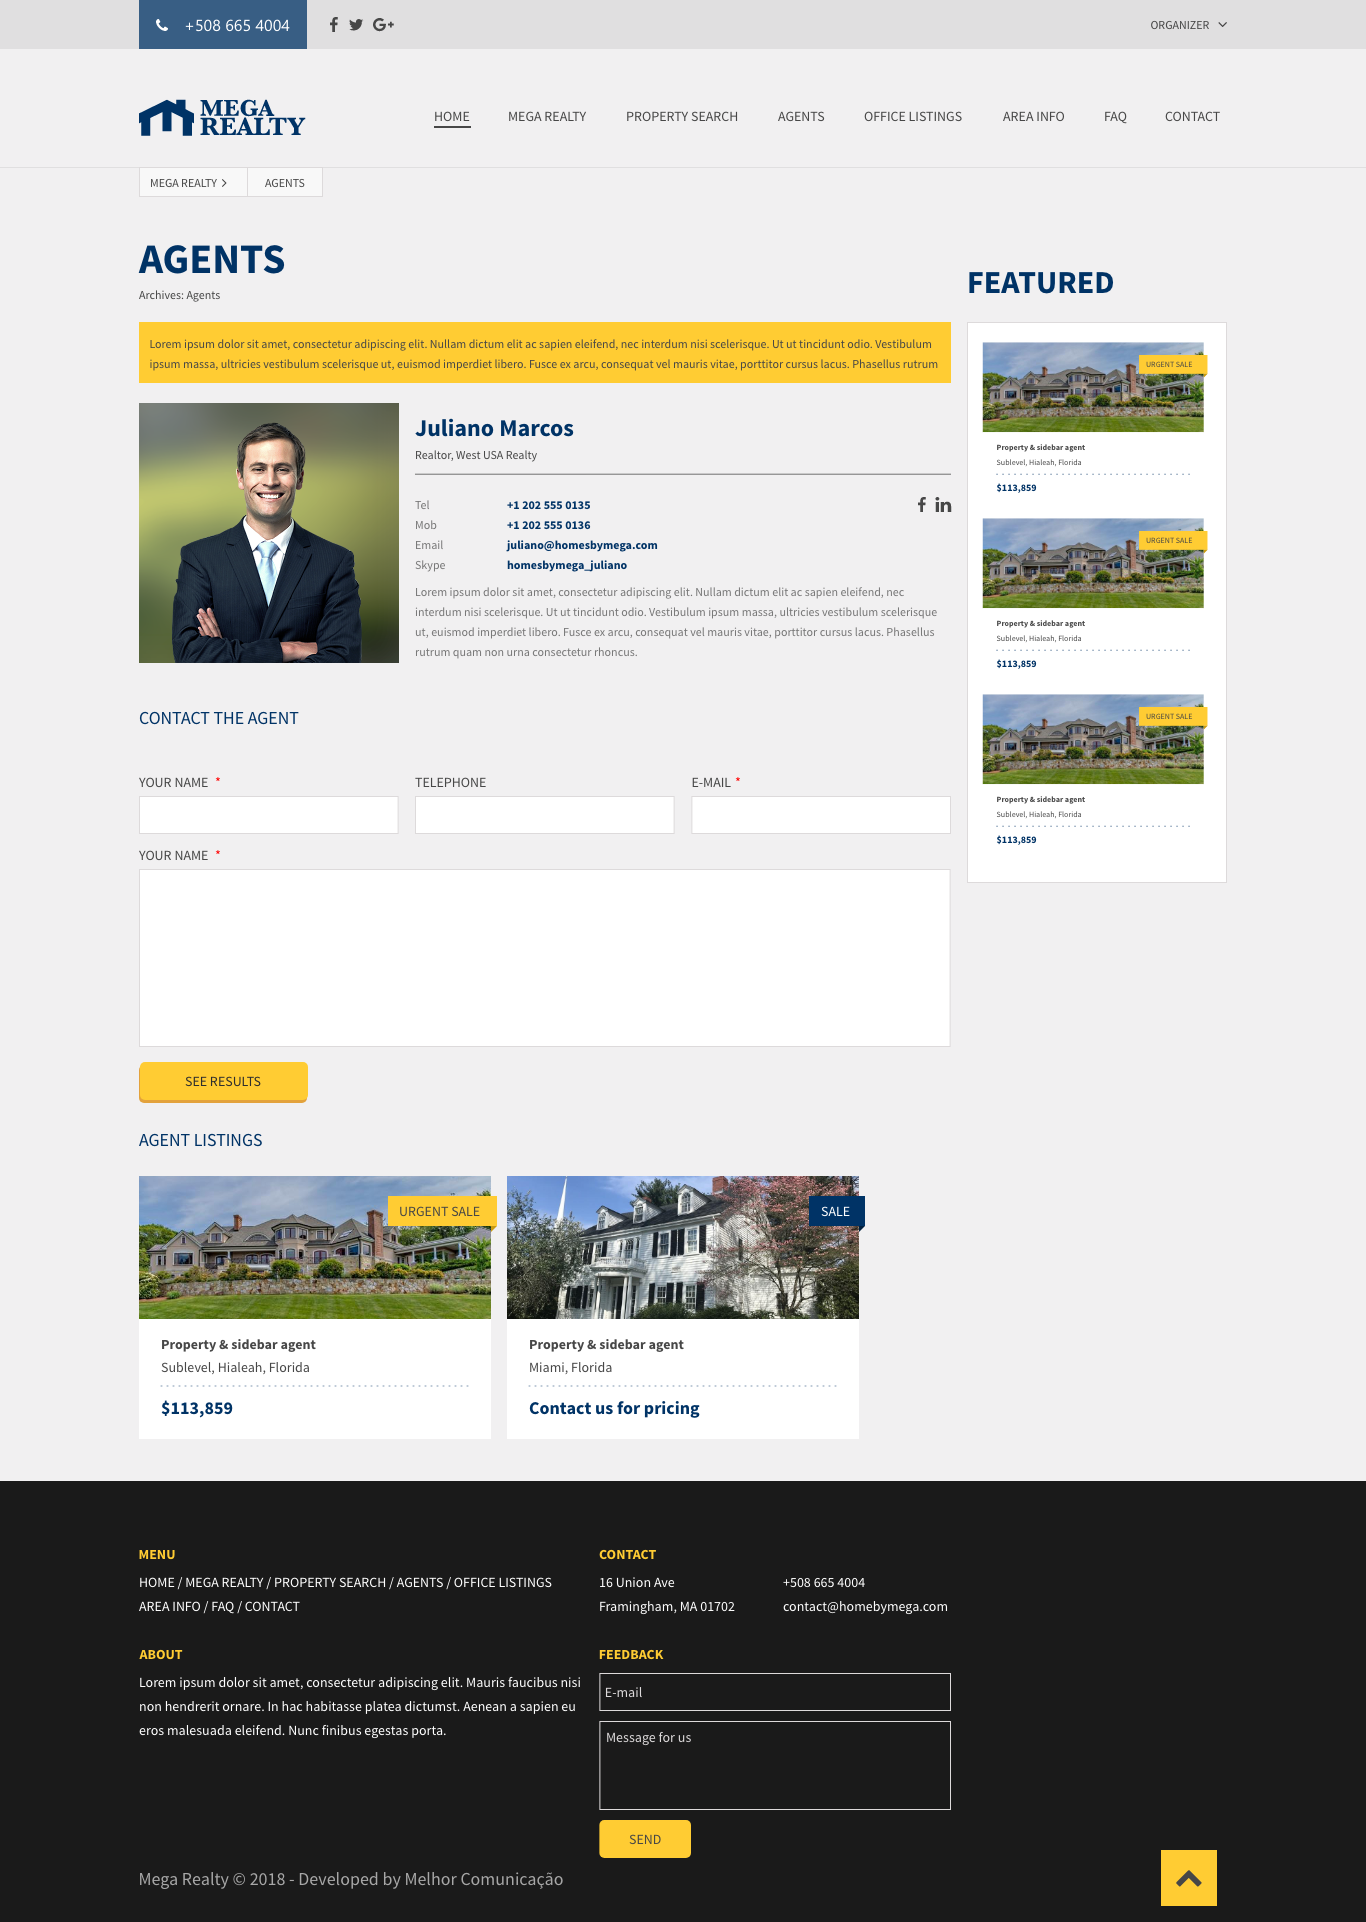 +508 665 4004
ORGANIZER
MEGA
REALTY
HOME MEGA REALTY PROPERTY SEARCH AGENTS OFFICE LISTINGS AREA INFO FAQ CONTACT
MEGA REALTY > AGENTS
AGENTS
Archives: Agents
Lorem ipsum dolor sit amet, consectetur adipiscing elit. Nullam dictum elit ac sapien eleifend, nec interdum nisi scelerisque. Ut ut tincidunt odio. Vestibulum
ipsum massa, ultricies vestibulum scelerisque ut, euismod imperdiet libero. Fusce ex arcu, consequat vel mauris vitae, porttitor cursus lacus. Phasellus rutrum
Juliano Marcos
Realtor, West USA Realty
Tel +1 202 555 0135
Mob +1 202 555 0136
Email juliano@homesbymega.com
Skype homesbymega_juliano
Lorem ipsum dolor sit amet, consectetur adipiscing elit. Nullam dictum elit ac sapien eleifend, nec
interdum nisi scelerisque. Ut ut tincidunt odio. Vestibulum ipsum massa, ultricies vestibulum scelerisque
ut, euismod imperdiet libero. Fusce ex arcu, consequat vel mauris vitae, porttitor cursus lacus. Phasellus
rutrum quam non urna consectetur rhoncus.
CONTACT THE AGENT
YOUR NAME * TELEPHONE E-MAIL *
YOUR NAME *
SEE RESULTS
AGENT LISTINGS
URGENT SALE
Property & sidebar agent
Sublevel, Hialeah, Florida
$113,859
SALE
Property & sidebar agent
Miami, Florida
Contact us for pricing
FEATURED
URGENT SALE
Property & sidebar agent
Sublevel, Hialeah, Florida
$113,859
URGENT SALE
Property & sidebar agent
Sublevel, Hialeah, Florida
$113,859
URGENT SALE
Property & sidebar agent
Sublevel, Hialeah, Florida
$113,859
MENU
HOME / MEGA REALTY / PROPERTY SEARCH / AGENTS / OFFICE LISTINGS
AREA INFO / FAQ / CONTACT
ABOUT
Lorem ipsum dolor sit amet, consectetur adipiscing elit. Mauris faucibus nisi
non hendrerit ornare. In hac habitasse platea dictumst. Aenean a sapien eu
eros malesuada eleifend. Nunc finibus egestas porta.
CONTACT
16 Union Ave +508 665 4004
Framingham, MA 01702 contact@homebymega.com
FEEDBACK
E-mail
Message for us
SEND
Mega Realty © 2018 - Developed by Melhor Comunicação